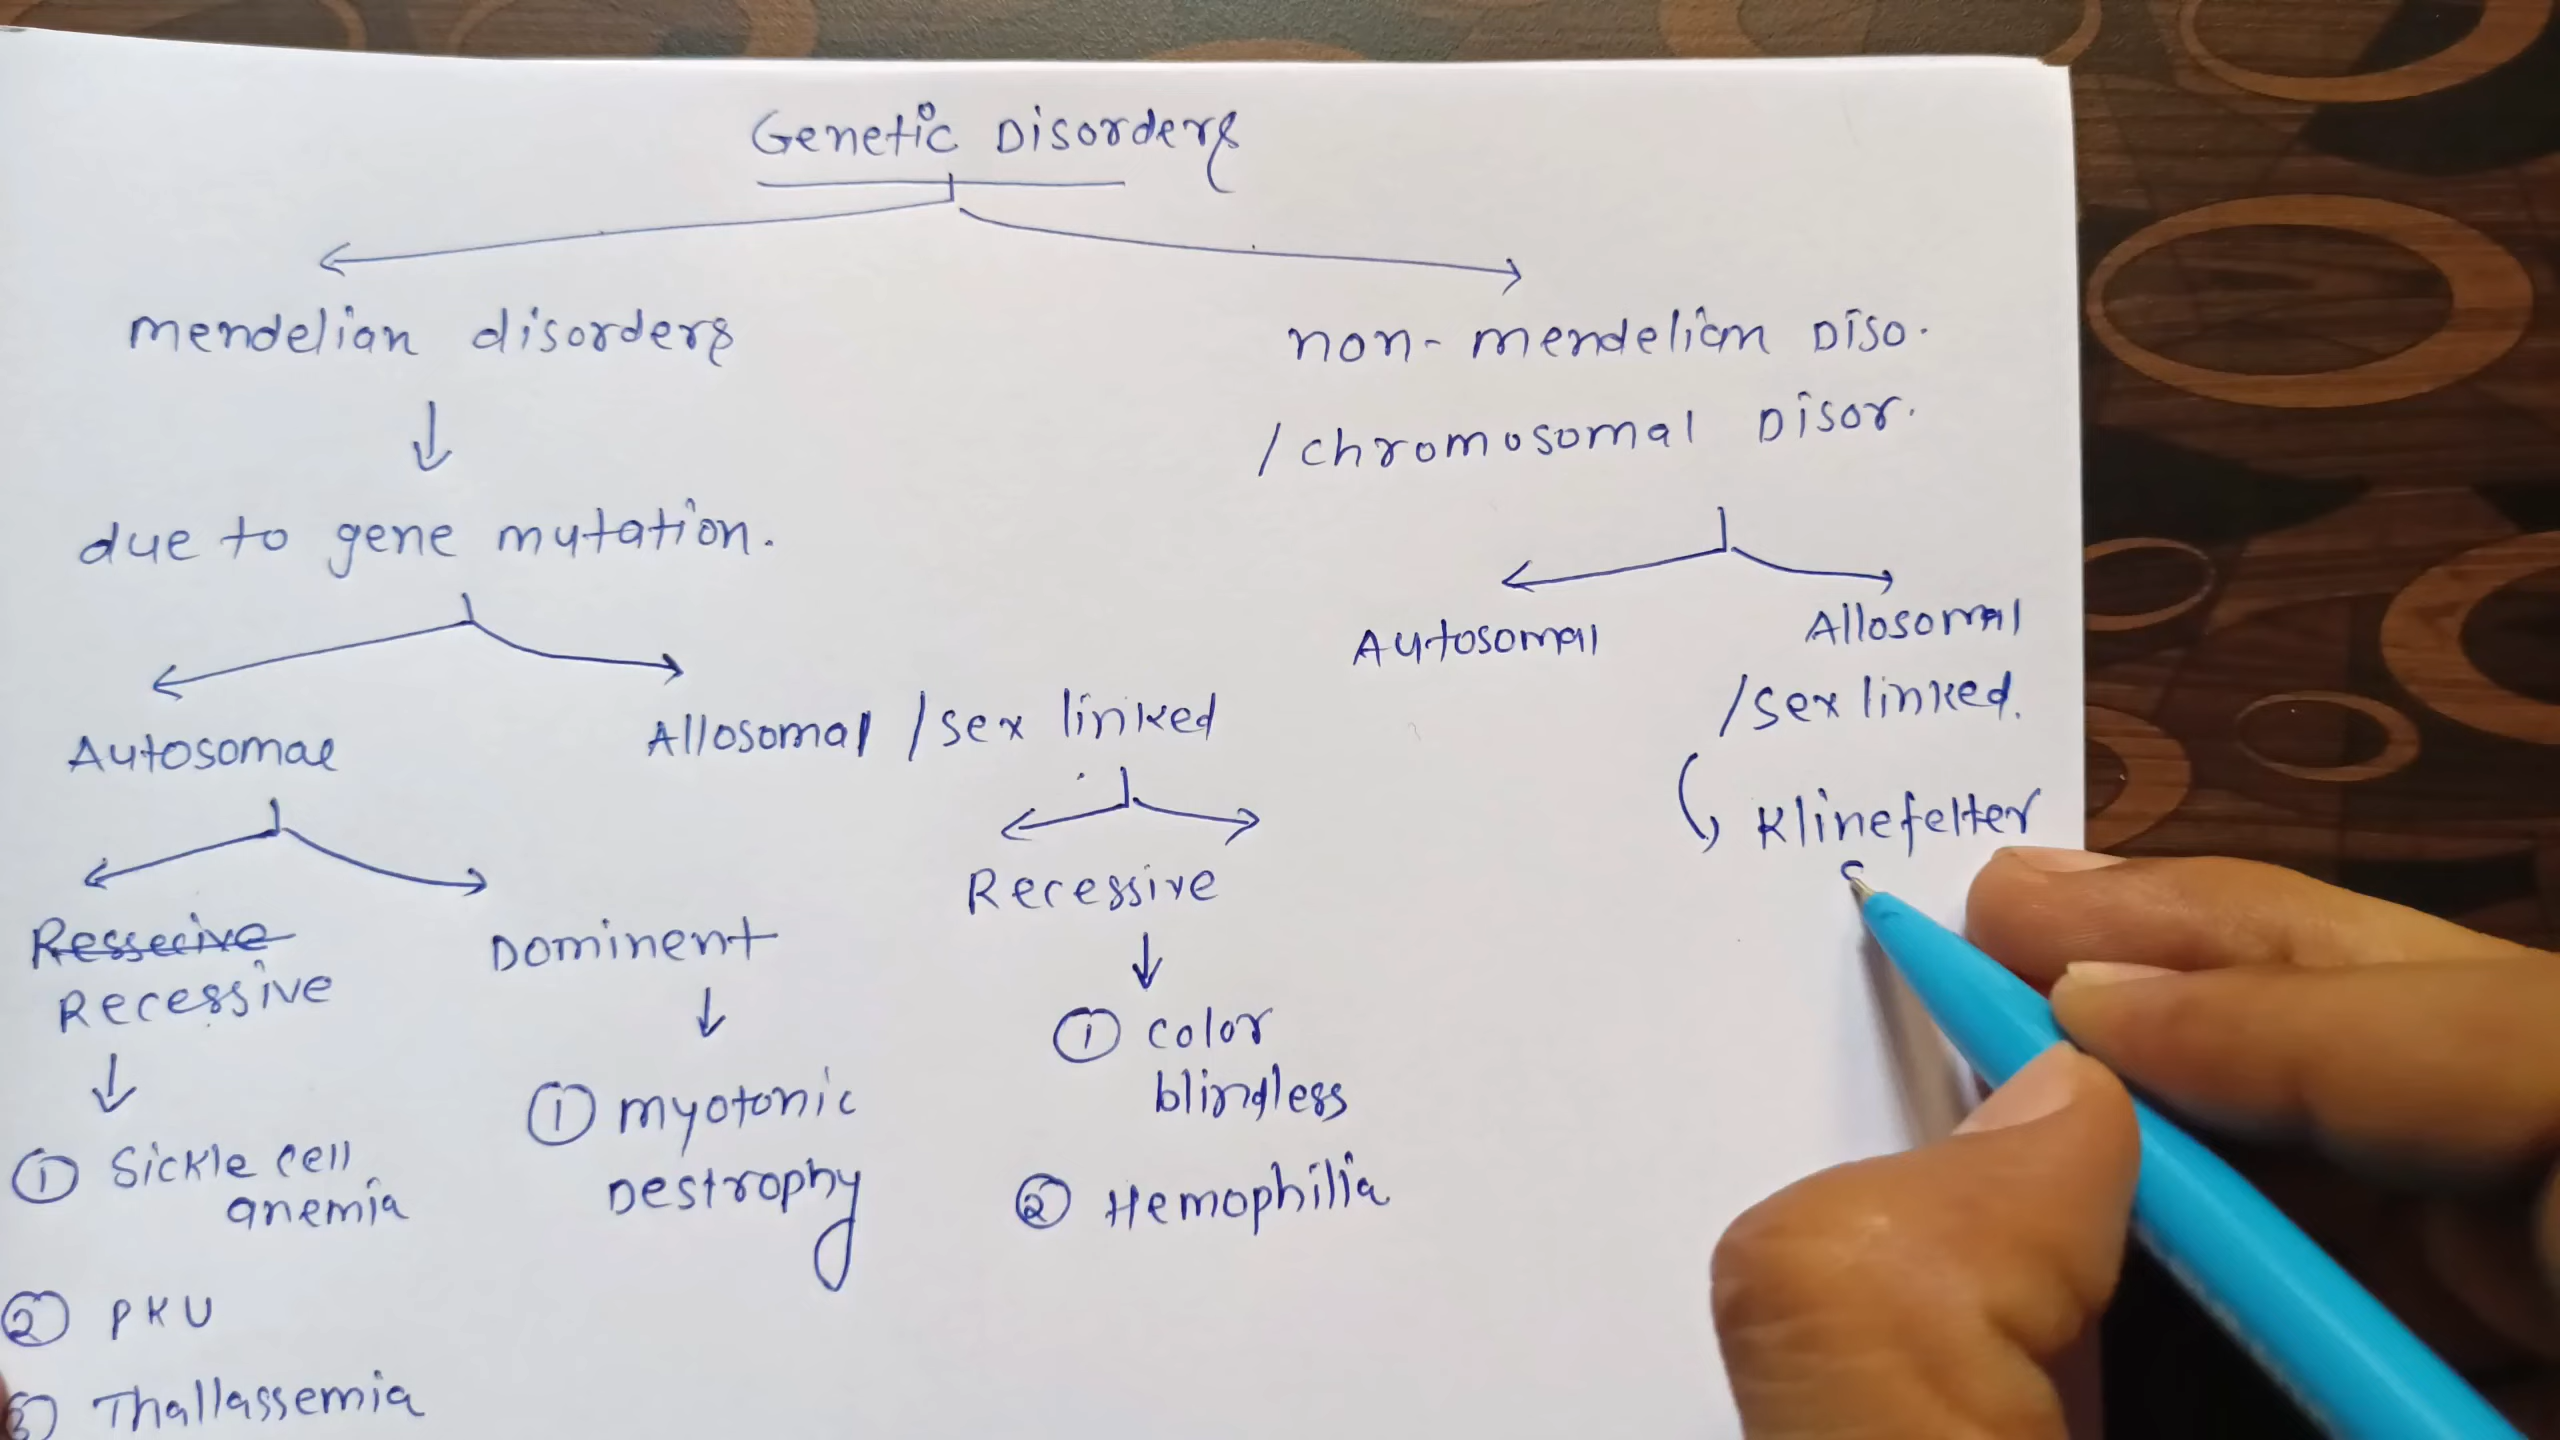 Genetic Disorders
mendelian disorders
due to gene mutation.
Autosomal
Ressecive
Recessive
① Sickle cell
anemia
② PKU
③ Thallassemia
Dominent
① myotonic
Destrophy
Allosomal / sex linked
Recessive
① color
blindless
② Hemophilia
non-mendelian Diso.
/ chromosomal Disor.
Autosomal
Allosomal
/sex linked.
Klinefelter
S